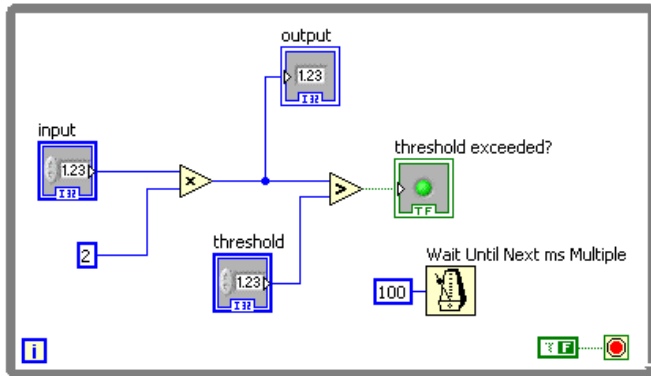 output
1.23
I32
input
1.23
I32
x
threshold exceeded?
>
TF
2
threshold
1.23
I32
Wait Until Next ms Multiple
100
i
F